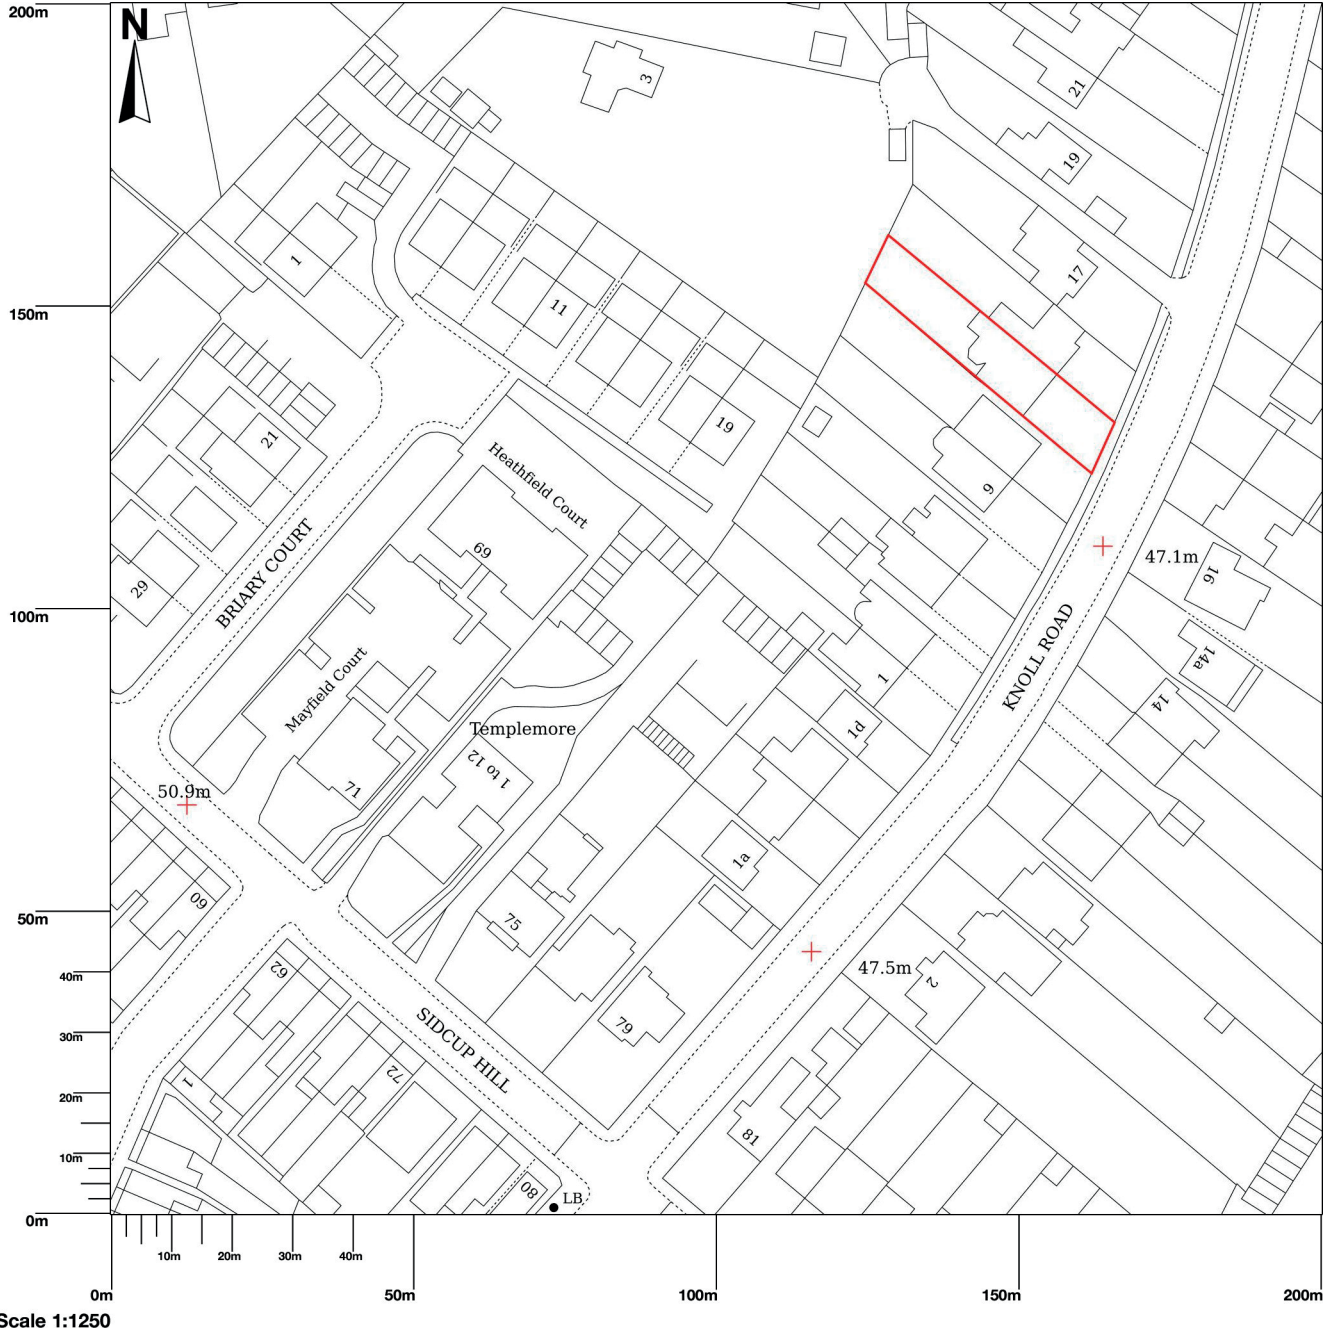 200m
N
3
21
19
1
17
150m
11
19
21
Heathfield Court
9
69
BRIARY COURT
47.1m
16
29
100m
KNOLL ROAD
Mayfield Court
14a
1
14
1d
Templemore
1 to 12
71
50.9m
1a
60
75
50m
47.5m
2
62
40m
79
30m
SIDCUP HILL
72
1
20m
81
10m
80
LB
0m
10m
20m
30m
40m
0m
50m
100m
150m
200m
Scale 1:1250